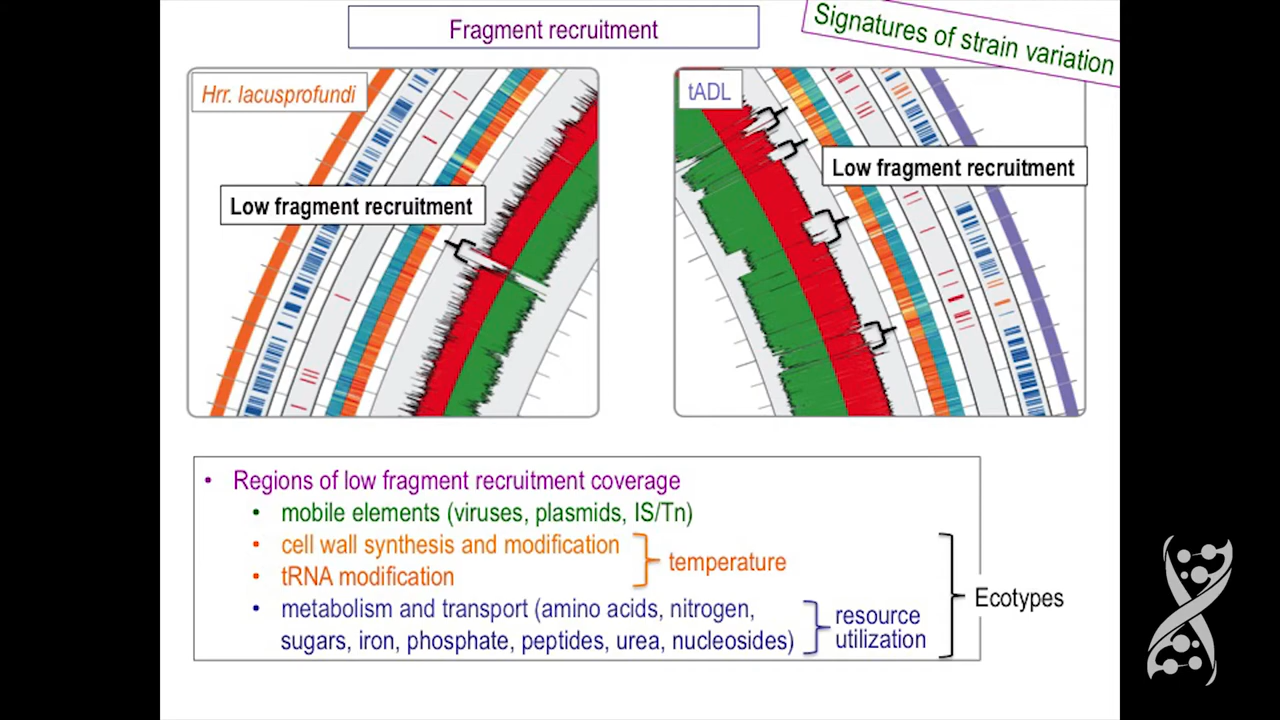 Fragment recruitment
Signatures of strain variation
Hrr. lacusprofundi
Low fragment recruitment
tADL
Low fragment recruitment
• Regions of low fragment recruitment coverage
• mobile elements (viruses, plasmids, IS/Tn)
• cell wall synthesis and modification
• tRNA modification
temperature
• metabolism and transport (amino acids, nitrogen,
sugars, iron, phosphate, peptides, urea, nucleosides)
resource
utilization
Ecotypes